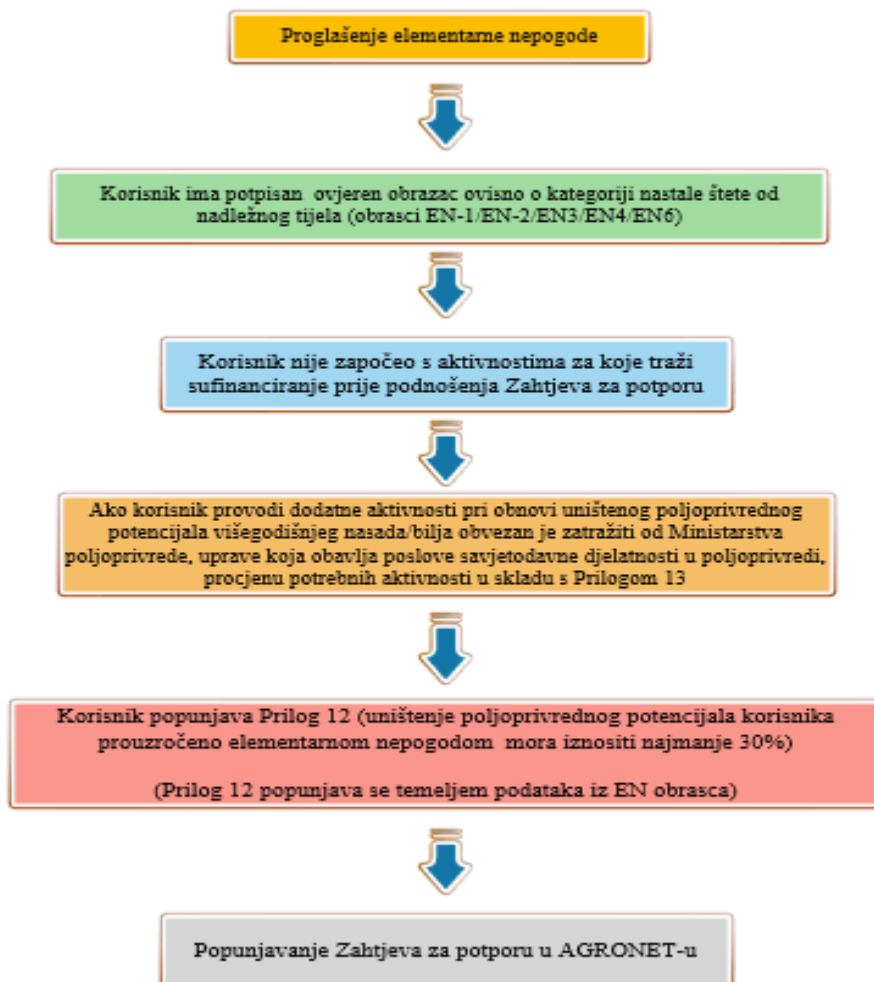 Proglašenje elementarne nepogode
Korisnik ima potpisan ovjeren obrazac ovisno o kategoriji nastale štete od
nadležnog tijela (obrasci EN-1/EN-2/EN3/EN4/EN6)
Korisnik nije započeo s aktivnostima za koje traži
sufinanciranje prije podnošenja Zahtjeva za potporu
Ako korisnik provodi dodatne aktivnosti pri obnovi uništenog poljoprivrednog
potencijala višegodišnjeg nasada/bilja obvezan je zatražiti od Ministarstva
poljoprivrede, uprave koja obavlja poslove savjetodavne djelatnosti u poljoprivredi,
procjenu potrebnih aktivnosti u skladu s Prilogom 13
Korisnik popunjava Prilog 12 (uništenje poljoprivrednog potencijala korisnika
prouzročeno elementarnom nepogodom mora iznositi najmanje 30%)
(Prilog 12 popunjava se temeljem podataka iz EN obrasca)
Popunjavanje Zahtjeva za potporu u AGRONET-u